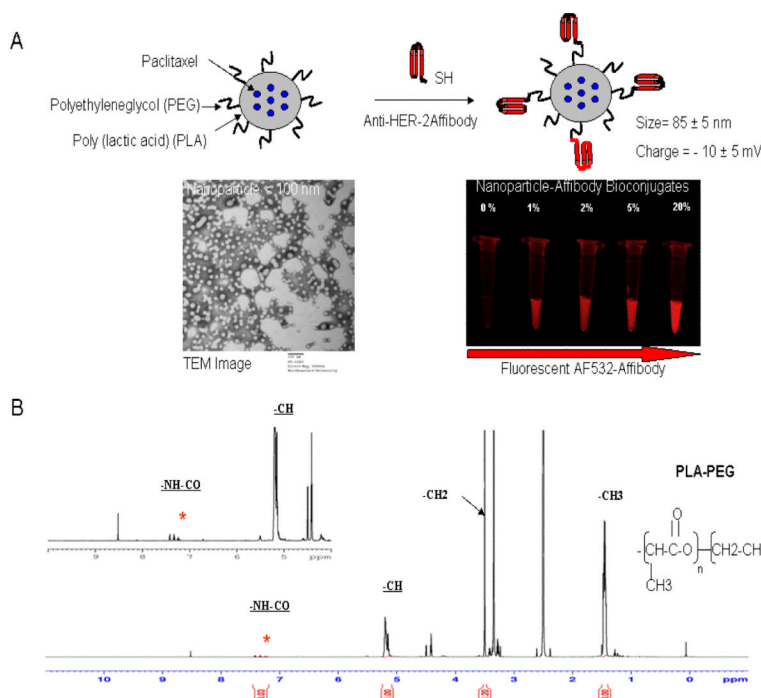 A
Paclitaxel
Polyethyleneglycol (PEG)
Poly (lactic acid) (PLA)
SH
Anti-HER-2Affibody
Size= 85 ± 5 nm
Charge = - 10 ± 5 mV
Nanoparticle < 100 nm
TEM Image
Nanoparticle-Affibody Bioconjugates
0 % 1% 2% 5% 20%
Fluorescent AF532-Affibody
B
-CH
-NH-CO
*
9 8 7 6 5 ppm
-CH2
-CH3
PLA-PEG
O
CH-C-O
n
CH2-CH
CH3
-CH
-NH-CO
*
11 10 9 8 7 6 5 4 3 2 1 0 ppm